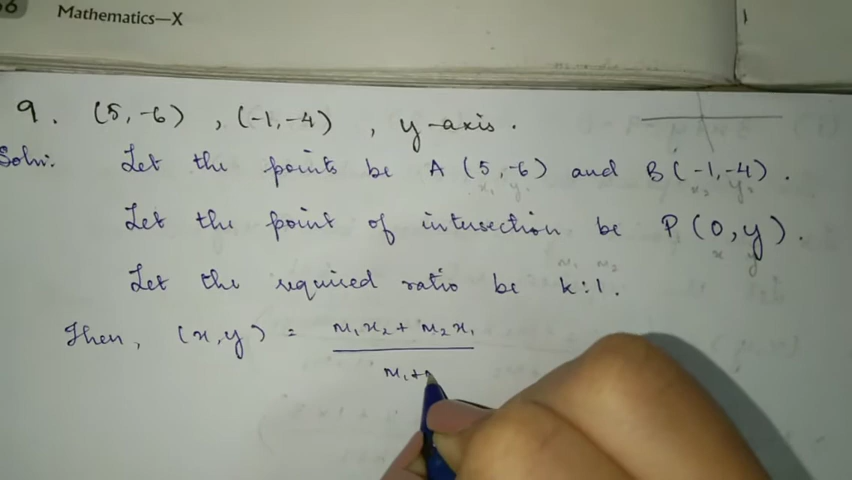 Mathematics—X
9. (5,-6), (-1,-4), y-axis.
Soln: Let the points be A (5,-6) and B(-1,-4).
x₁ y₁ x₂ y₂
Let the point of intersection be P(0,y).
x y
m₁ m₂
Let the required ratio be k:1.
Then, (x,y) = m₁x₂ + m₂x₁
m₁+